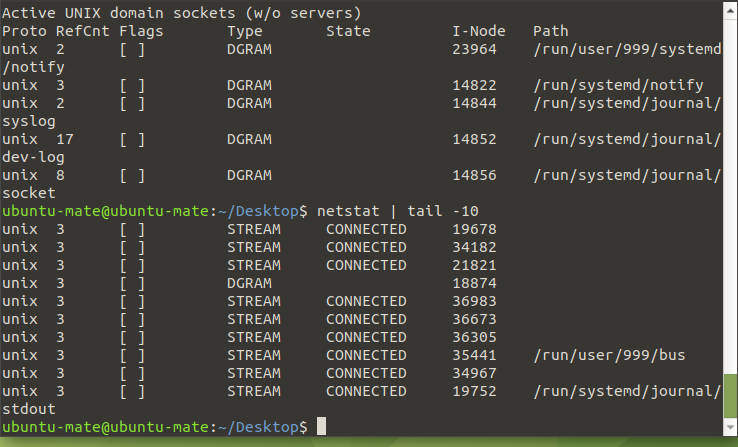 Active UNIX domain sockets (w/o servers)
Proto RefCnt Flags       Type       State         I-Node   Path
unix  2      [ ]         DGRAM                    23964    /run/user/999/systemd
/notify
unix  3      [ ]         DGRAM                    14822    /run/systemd/notify
unix  2      [ ]         DGRAM                    14844    /run/systemd/journal/
syslog
unix  17     [ ]         DGRAM                    14852    /run/systemd/journal/
dev-log
unix  8      [ ]         DGRAM                    14856    /run/systemd/journal/
socket
ubuntu-mate@ubuntu-mate:~/Desktop$ netstat | tail -10
unix  3      [ ]         STREAM     CONNECTED     19678
unix  3      [ ]         STREAM     CONNECTED     34182
unix  3      [ ]         STREAM     CONNECTED     21821
unix  3      [ ]         DGRAM                    18874
unix  3      [ ]         STREAM     CONNECTED     36983
unix  3      [ ]         STREAM     CONNECTED     36673
unix  3      [ ]         STREAM     CONNECTED     36305
unix  3      [ ]         STREAM     CONNECTED     35441    /run/user/999/bus
unix  3      [ ]         STREAM     CONNECTED     34967
unix  3      [ ]         STREAM     CONNECTED     19752    /run/systemd/journal/
stdout
ubuntu-mate@ubuntu-mate:~/Desktop$